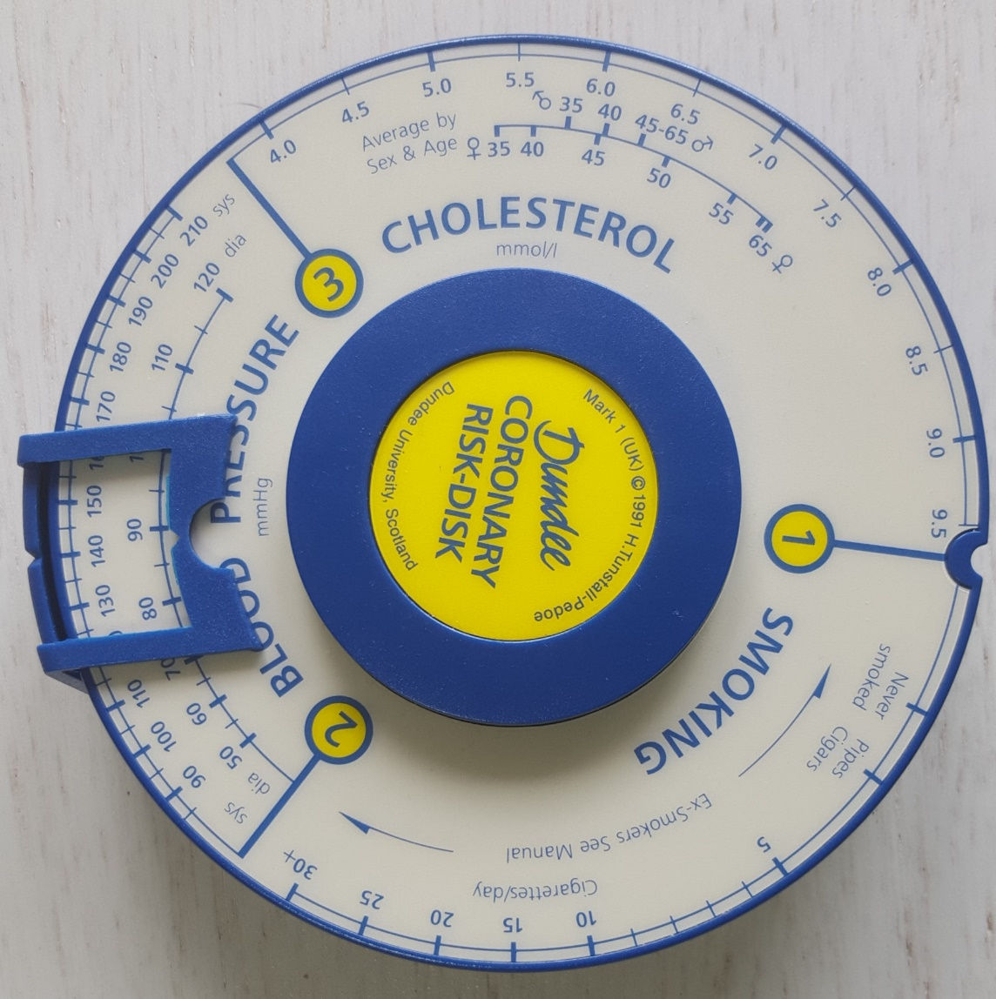 Dundee
CORONARY
RISK-DISK
Mark 1 (UK) © 1991 H.Tunstall-Pedoe
Dundee University, Scotland
1
SMOKING
Never
smoked
Pipes
Cigars
Ex-Smokers See Manual
Cigarettes/day
5 10 15 20 25 30+
2
BLOOD PRESSURE
mmHg
sys 90 100 110 130 140 150 170 180 190 200 210 sys
dia 50 60 70 80 90 110 120 dia
3
CHOLESTEROL
mmol/l
4.0 4.5 5.0 5.5 6.0 6.5 7.0 7.5 8.0 8.5 9.0 9.5
Average by
Sex & Age
♂ 35 40 45-65 ♂
♀ 35 40 45 50 55 65 ♀